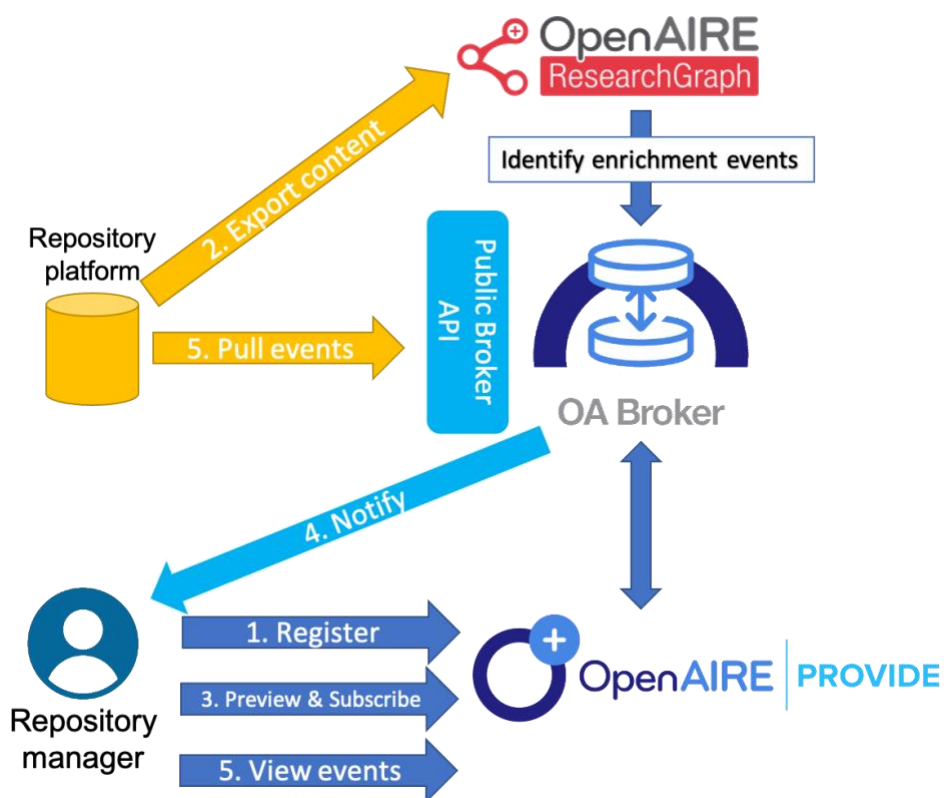 OpenAIRE
ResearchGraph
Identify enrichment events
2. Export content
Repository
platform
Public Broker
API
5. Pull events
OA Broker
4. Notify
1. Register
3. Preview & Subscribe
5. View events
Repository
manager
OpenAIRE PROVIDE